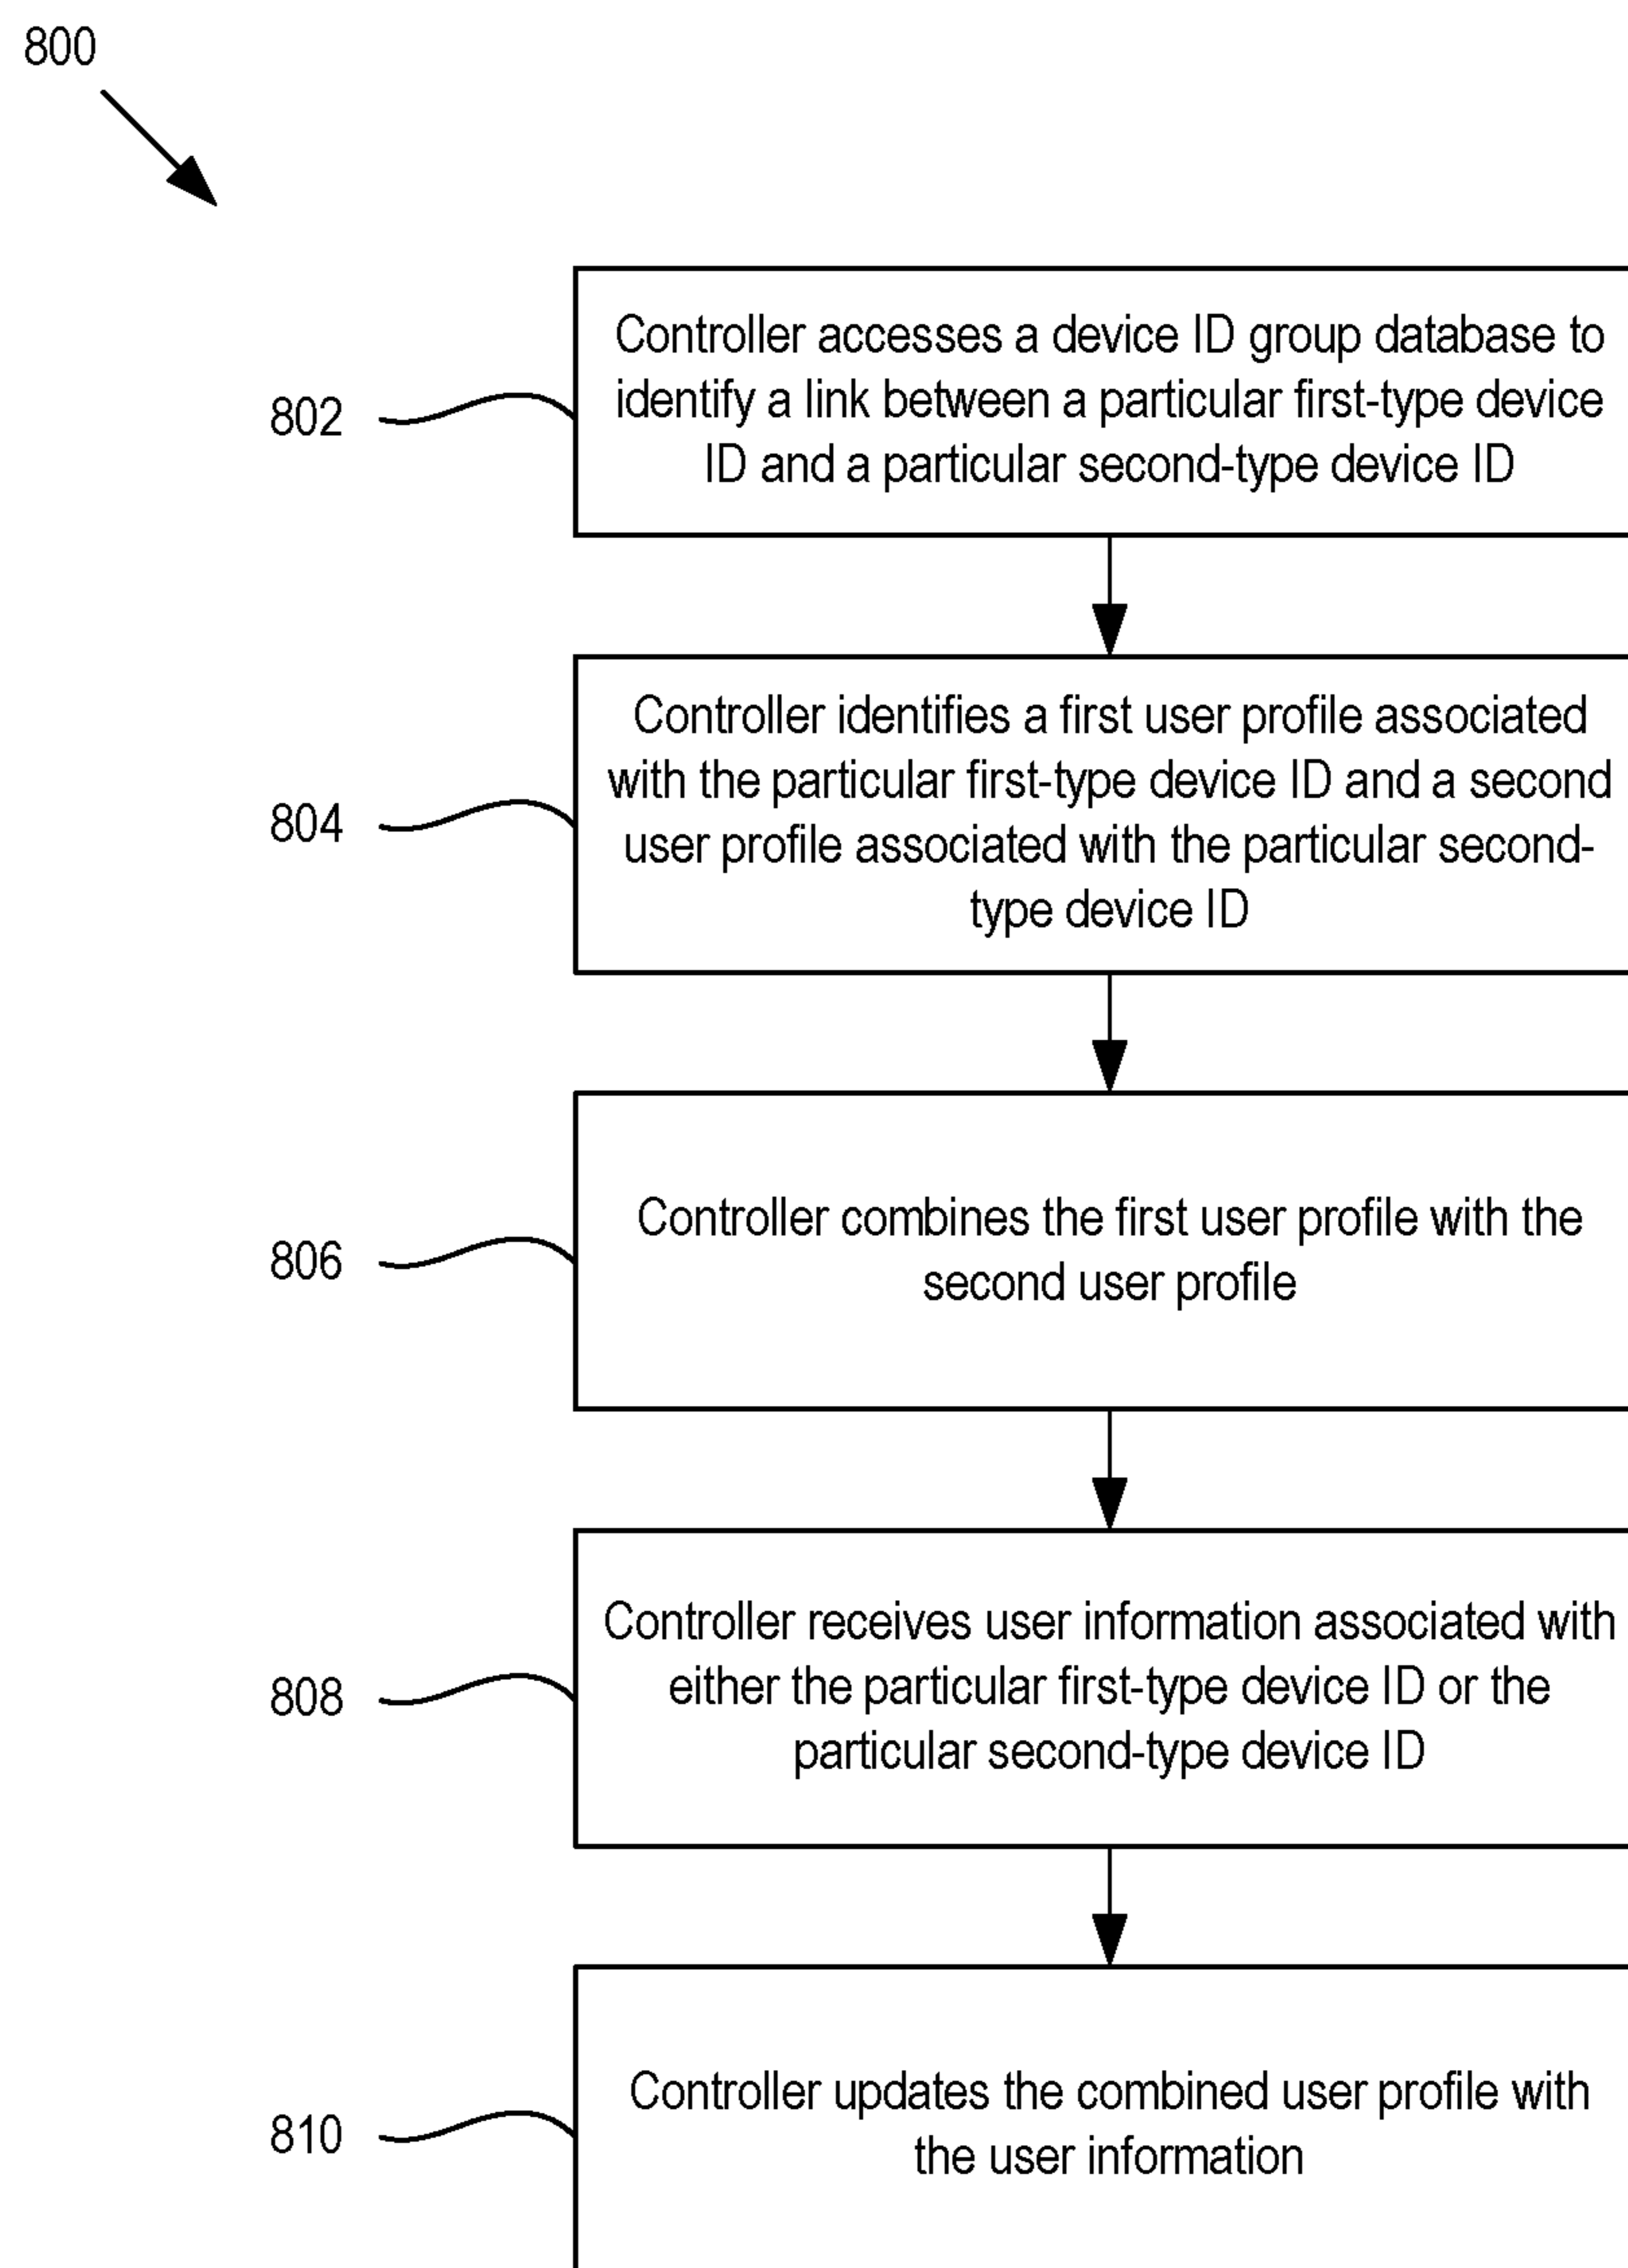 800
802
Controller accesses a device ID group database to
identify a link between a particular first-type device
ID and a particular second-type device ID
804
Controller identifies a first user profile associated
with the particular first-type device ID and a second
user profile associated with the particular second-
type device ID
806
Controller combines the first user profile with the
second user profile
808
Controller receives user information associated with
either the particular first-type device ID or the
particular second-type device ID
810
Controller updates the combined user profile with
the user information